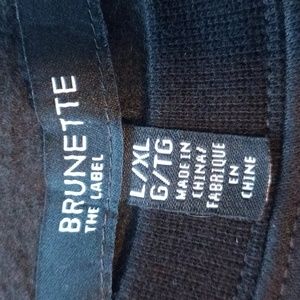 BRUNETTE
THE LABEL
L/XL
G/TG
MADE IN
CHINA/
FABRIQUÉ
EN
CHINE